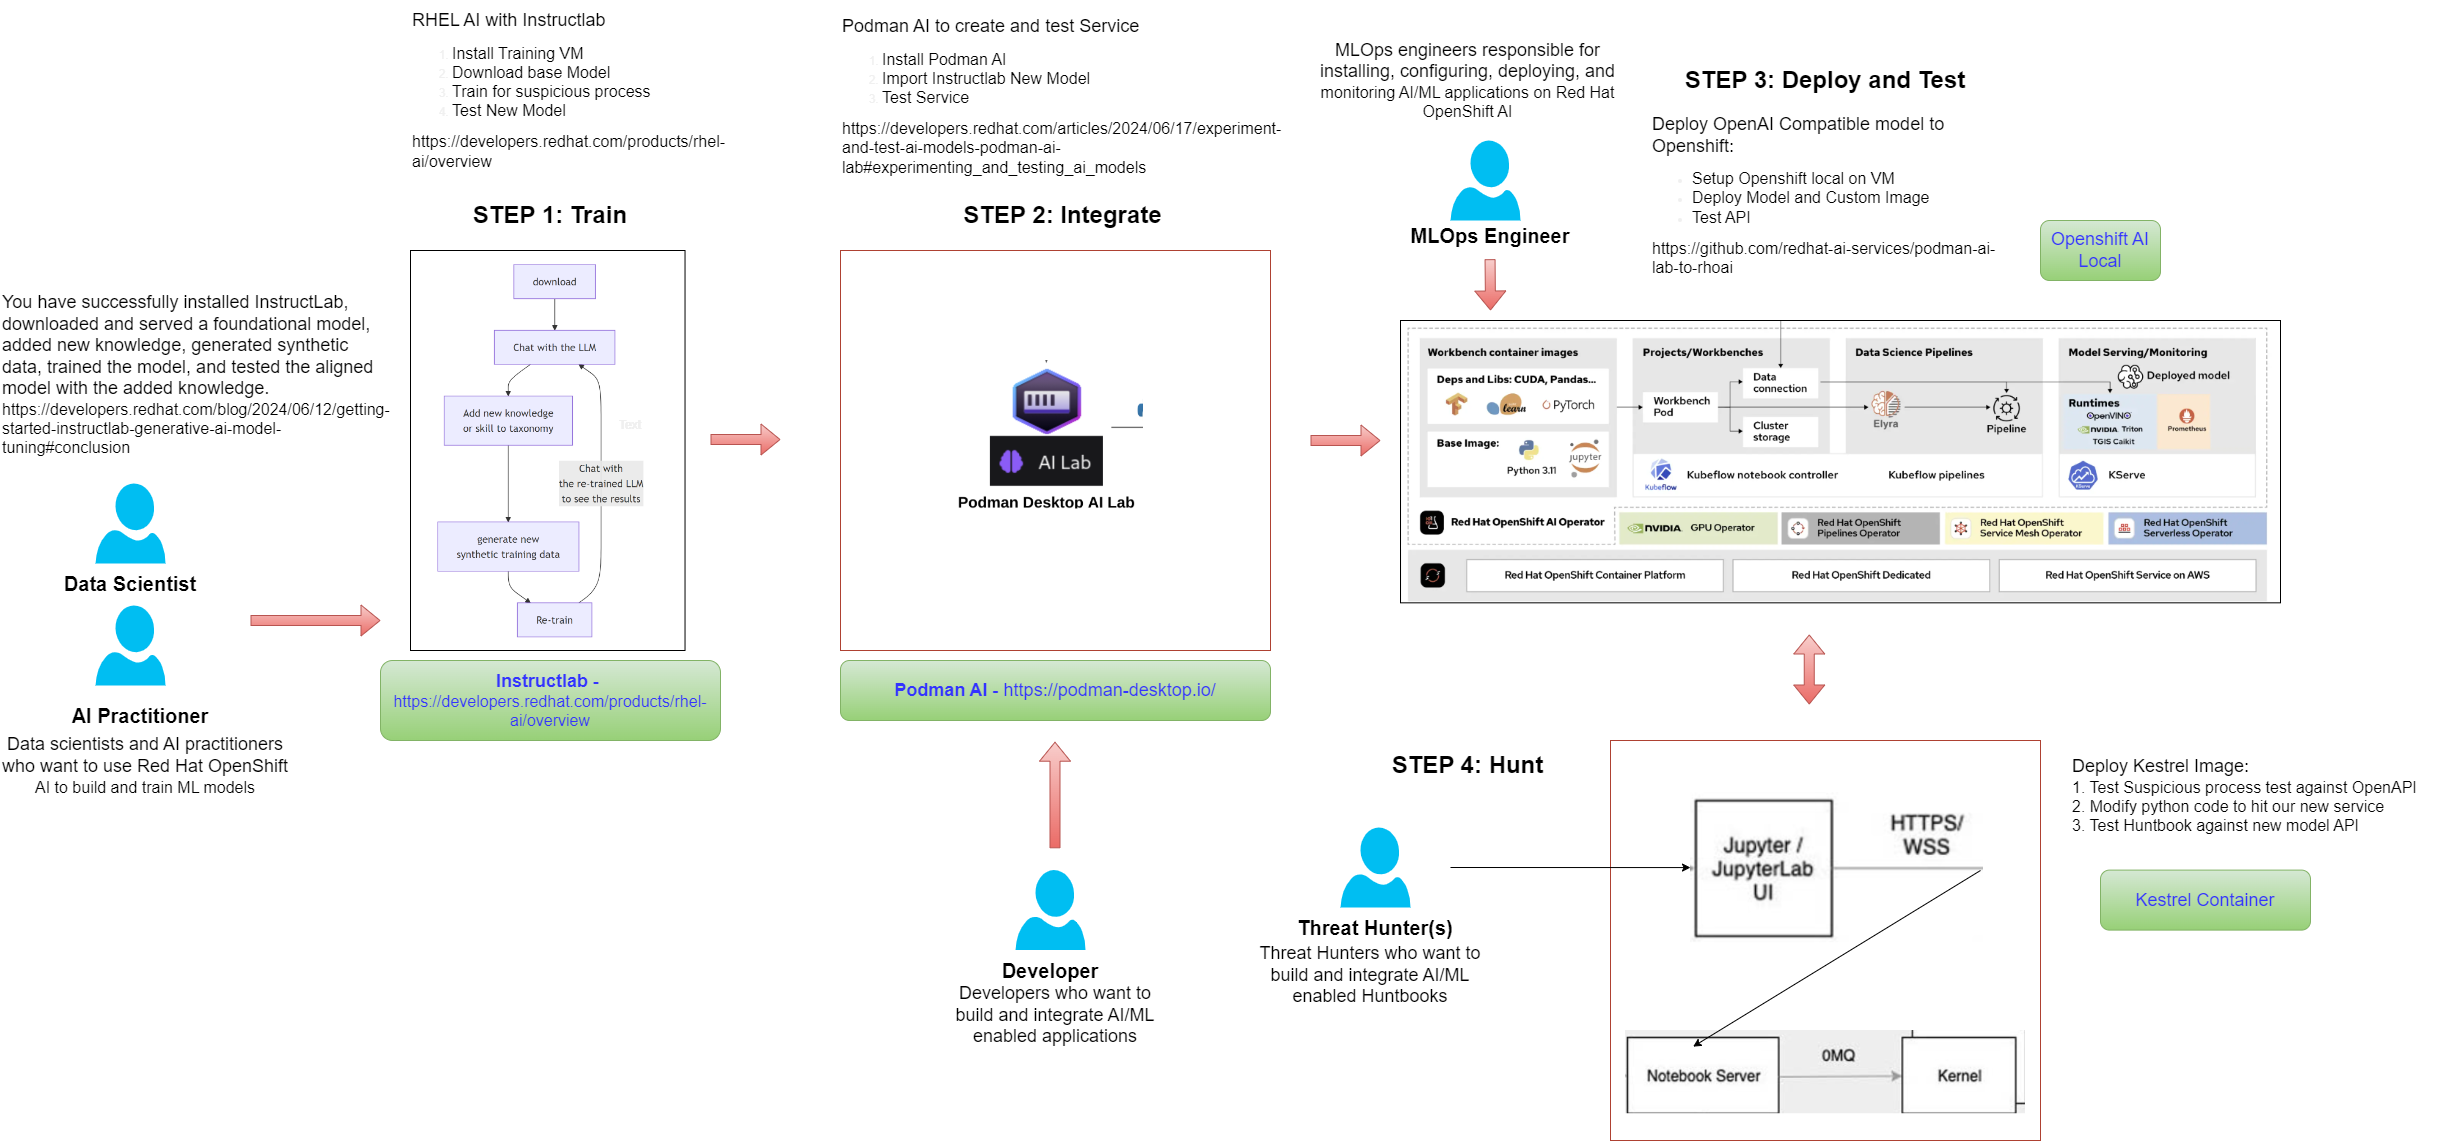 RHEL AI with Instructlab
1. Install Training VM
2. Download base Model
3. Train for suspicious process
4. Test New Model
https://developers.redhat.com/products/rhel-
ai/overview
STEP 1: Train
Podman AI to create and test Service
1. Install Podman AI
2. Import Instructlab New Model
3. Test Service
https://developers.redhat.com/articles/2024/06/17/experiment-
and-test-ai-models-podman-ai-
lab#experimenting_and_testing_ai_models
STEP 2: Integrate
MLOps engineers responsible for
installing, configuring, deploying, and
monitoring AI/ML applications on Red Hat
OpenShift AI
MLOps Engineer
STEP 3: Deploy and Test
Deploy OpenAI Compatible model to
Openshift:
Setup Openshift local on VM
Deploy Model and Custom Image
Test API
https://github.com/redhat-ai-services/podman-ai-
lab-to-rhoai
Openshift AI
Local
You have successfully installed InstructLab,
downloaded and served a foundational model,
added new knowledge, generated synthetic
data, trained the model, and tested the aligned
model with the added knowledge.
https://developers.redhat.com/blog/2024/06/12/getting-
started-instructlab-generative-ai-model-
tuning#conclusion
Data Scientist
AI Practitioner
Data scientists and AI practitioners
who want to use Red Hat OpenShift
AI to build and train ML models
download
Chat with the LLM
Add new knowledge
or skill to taxonomy
Text
Chat with
the re-trained LLM
to see the results
generate new
synthetic training data
Re-train
Instructlab -
https://developers.redhat.com/products/rhel-
ai/overview
AI Lab
Podman Desktop AI Lab
Podman AI - https://podman-desktop.io/
Developer
Developers who want to
build and integrate AI/ML
enabled applications
Workbench container images
Deps and Libs: CUDA, Pandas...
learn
PyTorch
Base Image:
Python 3.11
jupyter
Projects/Workbenches
Workbench
Pod
Data
connection
Cluster
storage
Kubeflow
Kubeflow notebook controller
Data Science Pipelines
Elyra
Pipeline
Kubeflow pipelines
Model Serving/Monitoring
Deployed model
Runtimes
OpenVINO
NVIDIA Triton
TGIS Caikit
Prometheus
KServe
KServe
Red Hat OpenShift AI Operator
NVIDIA GPU Operator
Red Hat OpenShift
Pipelines Operator
Red Hat OpenShift
Service Mesh Operator
Red Hat OpenShift
Serverless Operator
Red Hat OpenShift Container Platform
Red Hat OpenShift Dedicated
Red Hat OpenShift Service on AWS
STEP 4: Hunt
Threat Hunter(s)
Threat Hunters who want to
build and integrate AI/ML
enabled Huntbooks
Jupyter /
JupyterLab
UI
HTTPS/
WSS
Notebook Server
0MQ
Kernel
Deploy Kestrel Image:
1. Test Suspicious process test against OpenAPI
2. Modify python code to hit our new service
3. Test Huntbook against new model API
Kestrel Container